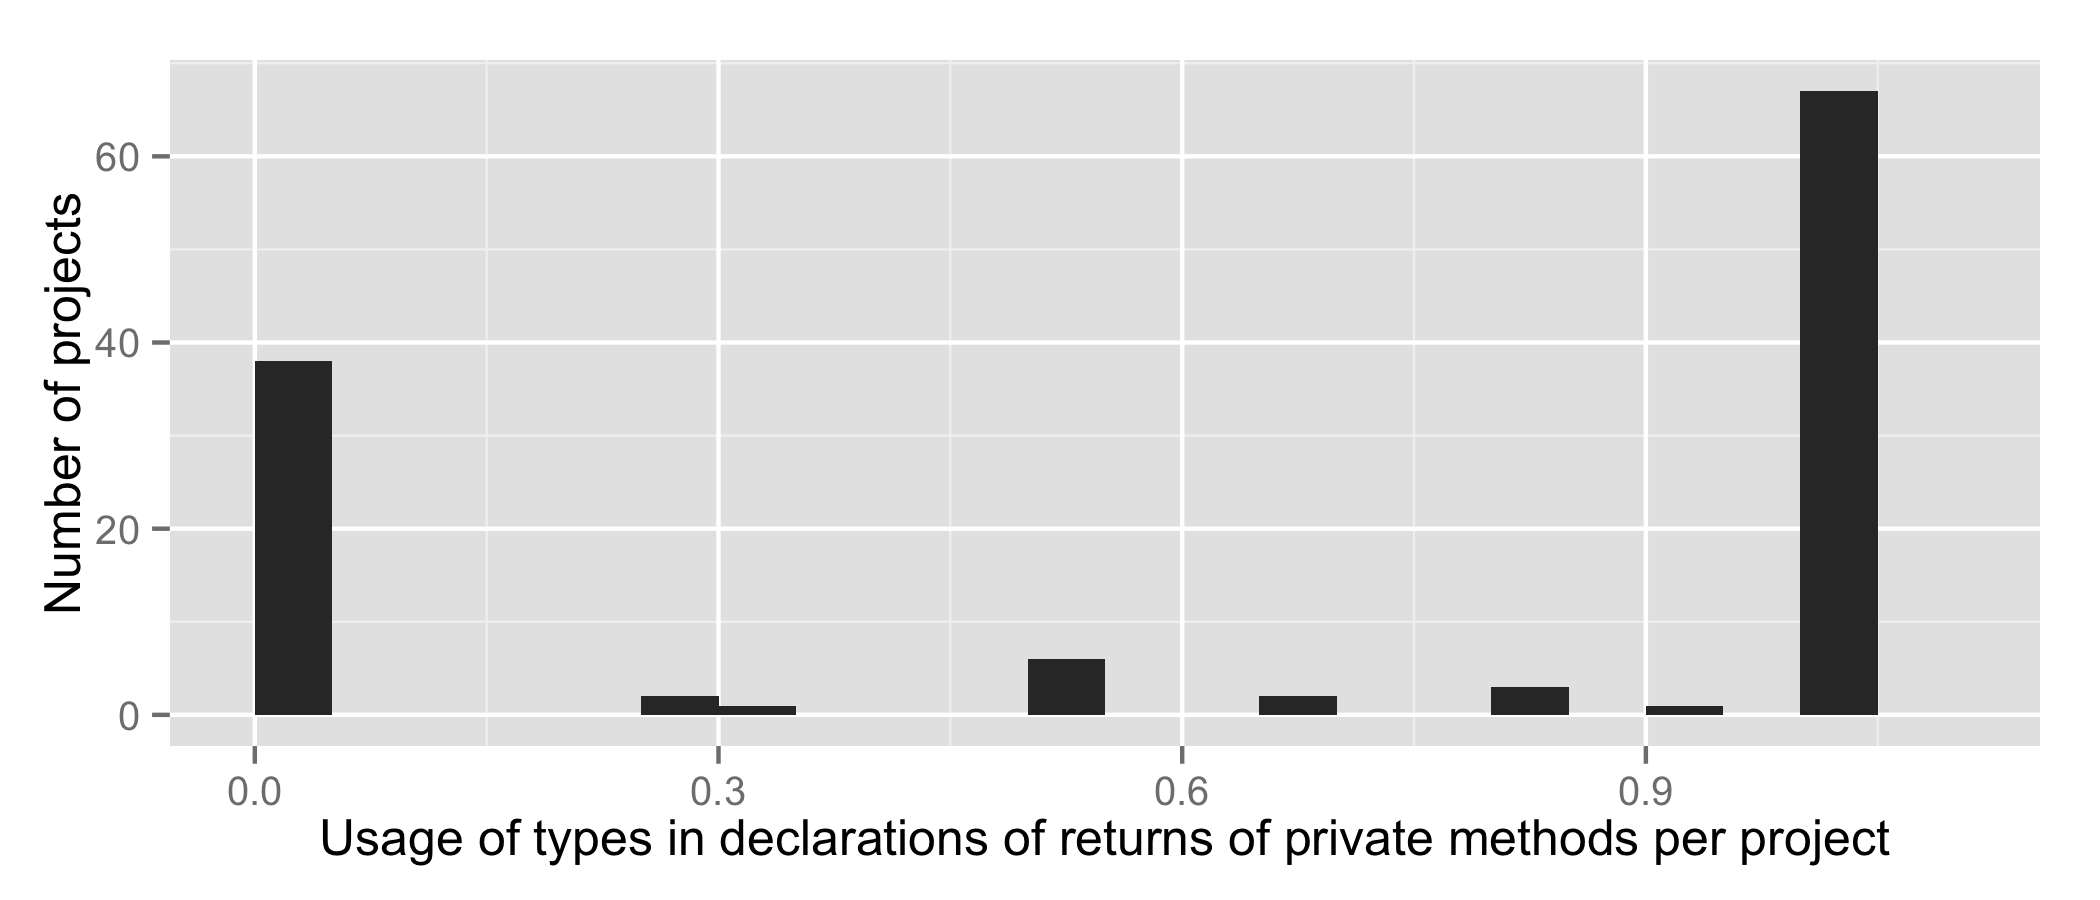 Number of projects
60
40
20
0
0.0 0.3 0.6 0.9
Usage of types in declarations of returns of private methods per project